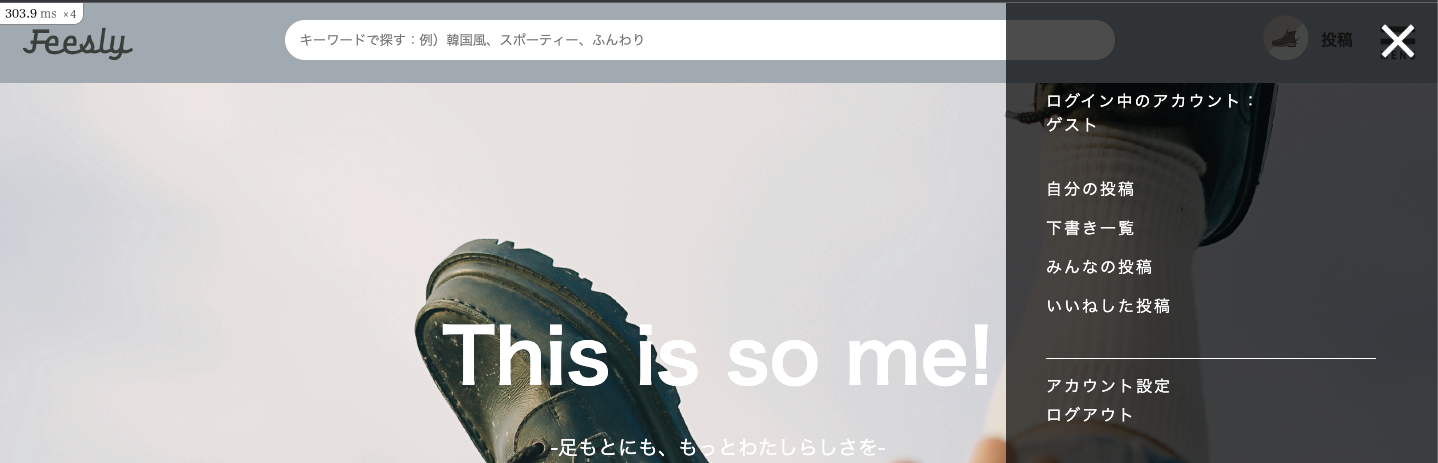 303.9 ms ×4
Feesly
キーワードで探す：例）韓国風、スポーティー、ふんわり
投稿
ログイン中のアカウント：
ゲスト
自分の投稿
下書き一覧
みんなの投稿
いいねした投稿
This is so me!
アカウント設定
ログアウト
-足もとにも、もっとわたしらしさを-